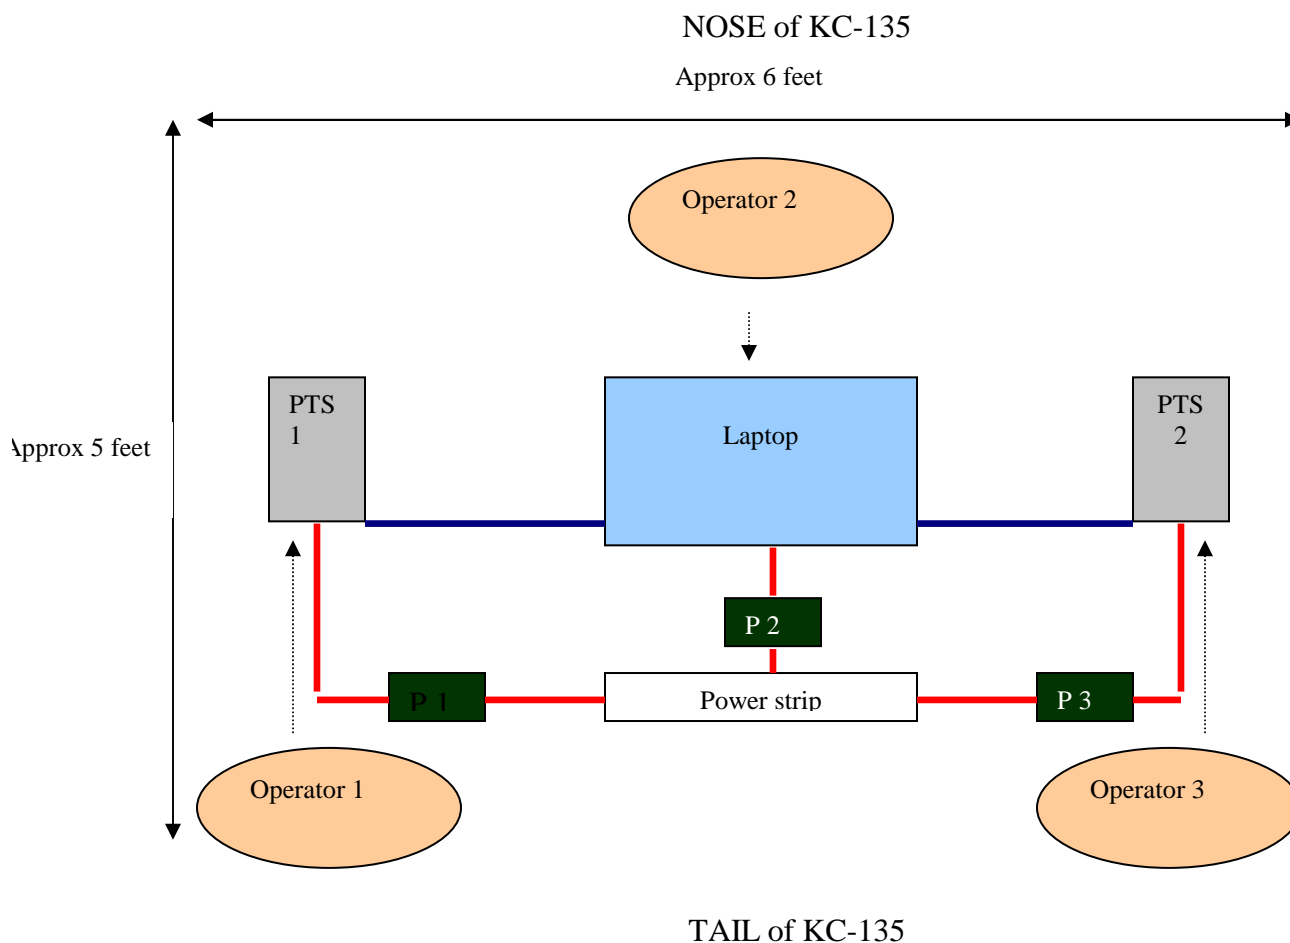 NOSE of KC-135
Approx 6 feet
Operator 2
PTS
1
Laptop
PTS
2
Approx 5 feet
P 2
P 1
Power strip
P 3
Operator 1
Operator 3
TAIL of KC-135